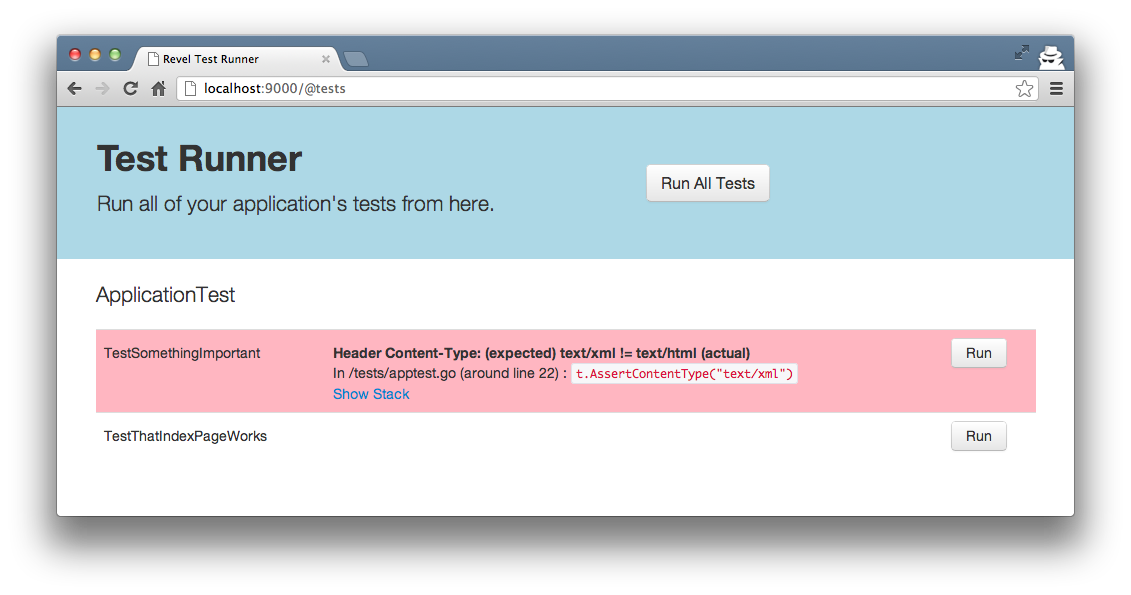 Revel Test Runner
localhost:9000/@tests
Test Runner
Run all of your application's tests from here.
Run All Tests
ApplicationTest
TestSomethingImportant
Header Content-Type: (expected) text/xml != text/html (actual)
In /tests/apptest.go (around line 22) : t.AssertContentType("text/xml")
Show Stack
Run
TestThatIndexPageWorks
Run